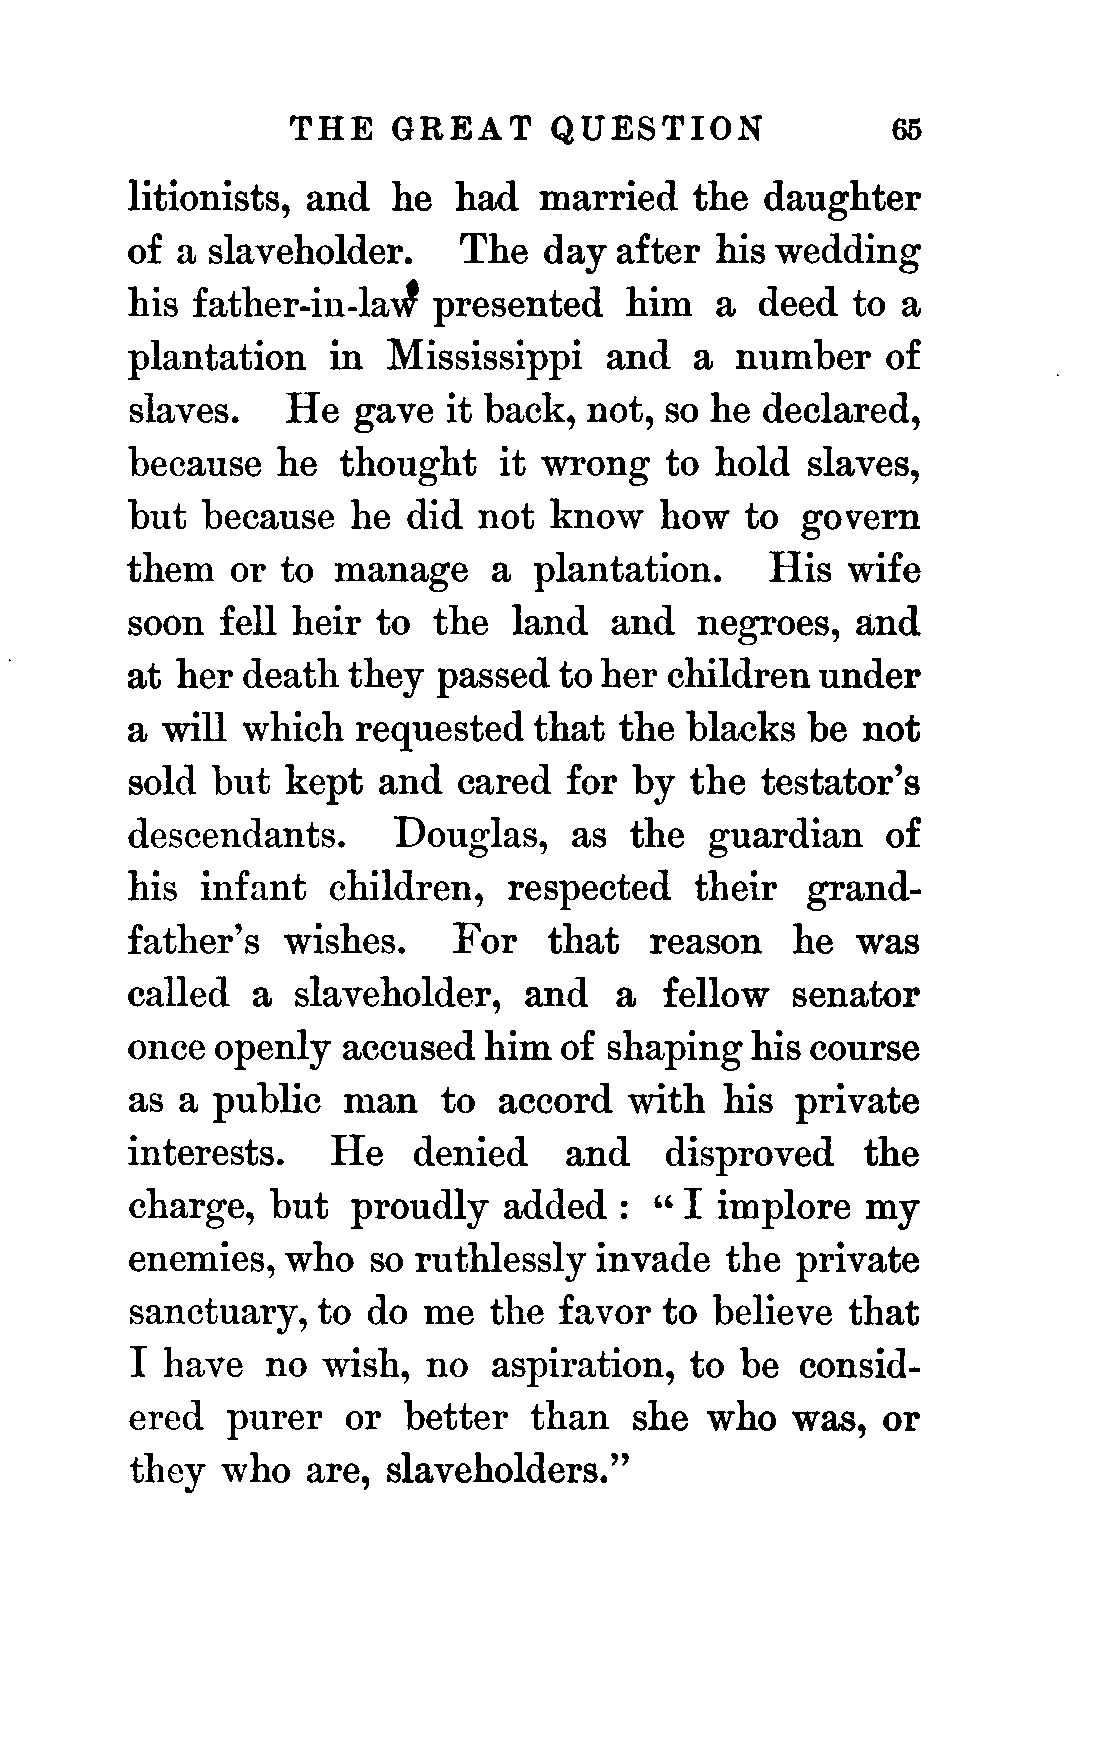 THE GREAT QUESTION 65
litionists, and he had married the daughter
of a slaveholder. The day after his wedding
his father-in-law presented him a deed to a
plantation in Mississippi and a number of
slaves. He gave it back, not, so he declared,
because he thought it wrong to hold slaves,
but because he did not know how to govern
them or to manage a plantation. His wife
soon fell heir to the land and negroes, and
at her death they passed to her children under
a will which requested that the blacks be not
sold but kept and cared for by the testator's
descendants. Douglas, as the guardian of
his infant children, respected their grand-
father's wishes. For that reason he was
called a slaveholder, and a fellow senator
once openly accused him of shaping his course
as a public man to accord with his private
interests. He denied and disproved the
charge, but proudly added : “ I implore my
enemies, who so ruthlessly invade the private
sanctuary, to do me the favor to believe that
I have no wish, no aspiration, to be consid-
ered purer or better than she who was, or
they who are, slaveholders.”